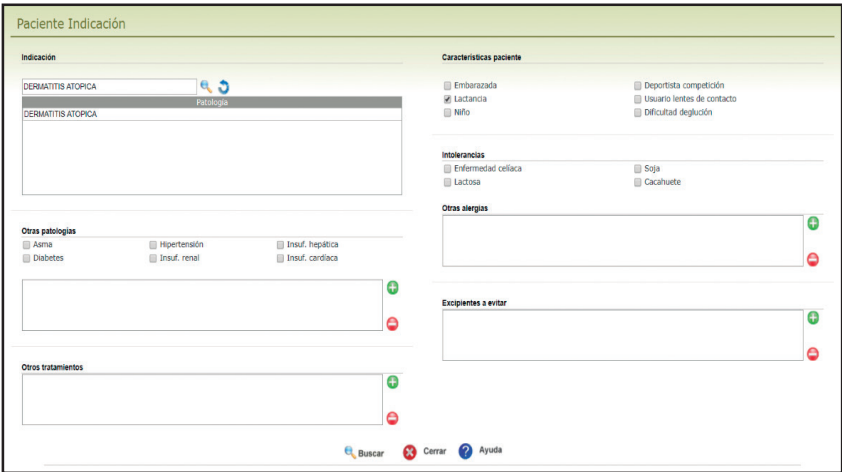 Paciente Indicación
Indicación
DERMATITIS ATOPICA
Patología
DERMATITIS ATOPICA
Otras patologías
Asma Hipertensión Insuf. hepática
Diabetes Insuf. renal Insuf. cardíaca
Otros tratamientos
Características paciente
Embarazada Deportista competición
Lactancia Usuario lentes de contacto
Niño Dificultad deglución
Intolerancias
Enfermedad celíaca Soja
Lactosa Cacahuete
Otras alergias
Excipientes a evitar
Buscar Cerrar Ayuda